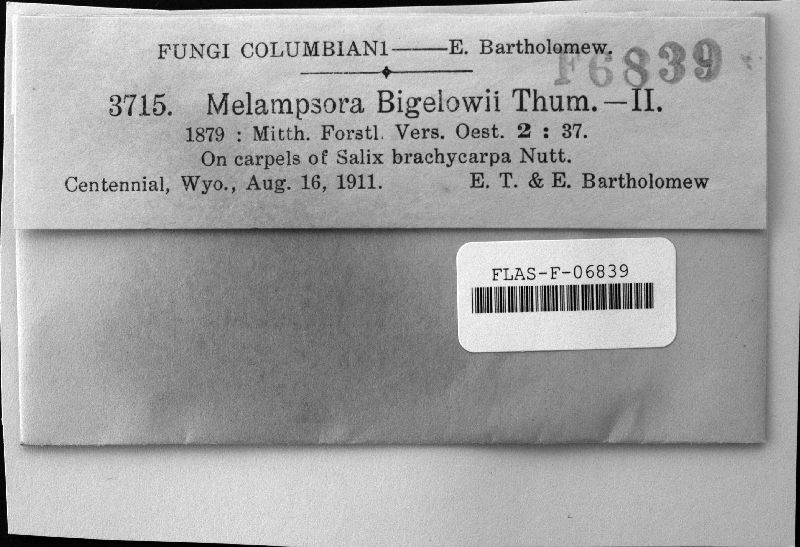 FUNGI COLUMBIANI——E. Bartholomew.
F6839
3715. Melampsora Bigelowii Thum.—II.
1879 : Mitth. Forstl. Vers. Oest. 2 : 37.
On carpels of Salix brachycarpa Nutt.
Centennial, Wyo., Aug. 16, 1911. E. T. & E. Bartholomew
FLAS-F-06839